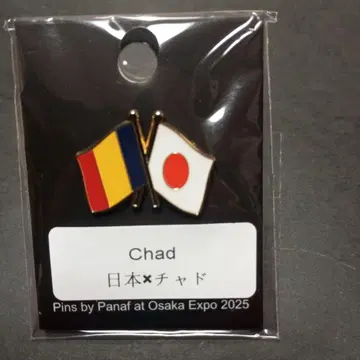 Chad
日本✖チャド
Pins by Panaf at Osaka Expo 2025